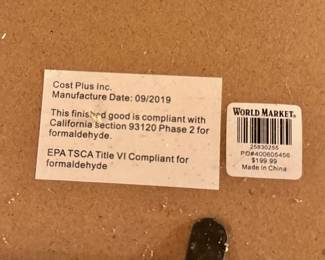 Cost Plus Inc.
Manufacture Date: 09/2019
This finished good is compliant with
California section 93120 Phase 2 for
formaldehyde.
EPA TSCA Title VI Compliant for
formaldehyde
WORLD MARKET.
25830255
PO#400605456
$199.99
Made In China